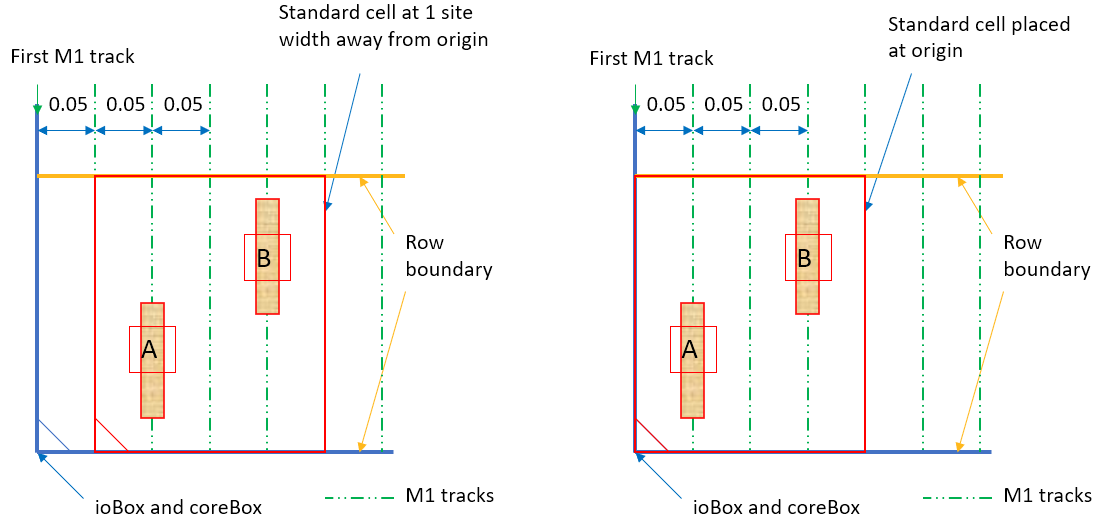 Standard cell at 1 site
width away from origin
First M1 track
0.05 0.05 0.05
B
Row
boundary
A
ioBox and coreBox
M1 tracks
Standard cell placed
at origin
First M1 track
0.05 0.05 0.05
B
Row
boundary
A
ioBox and coreBox
M1 tracks